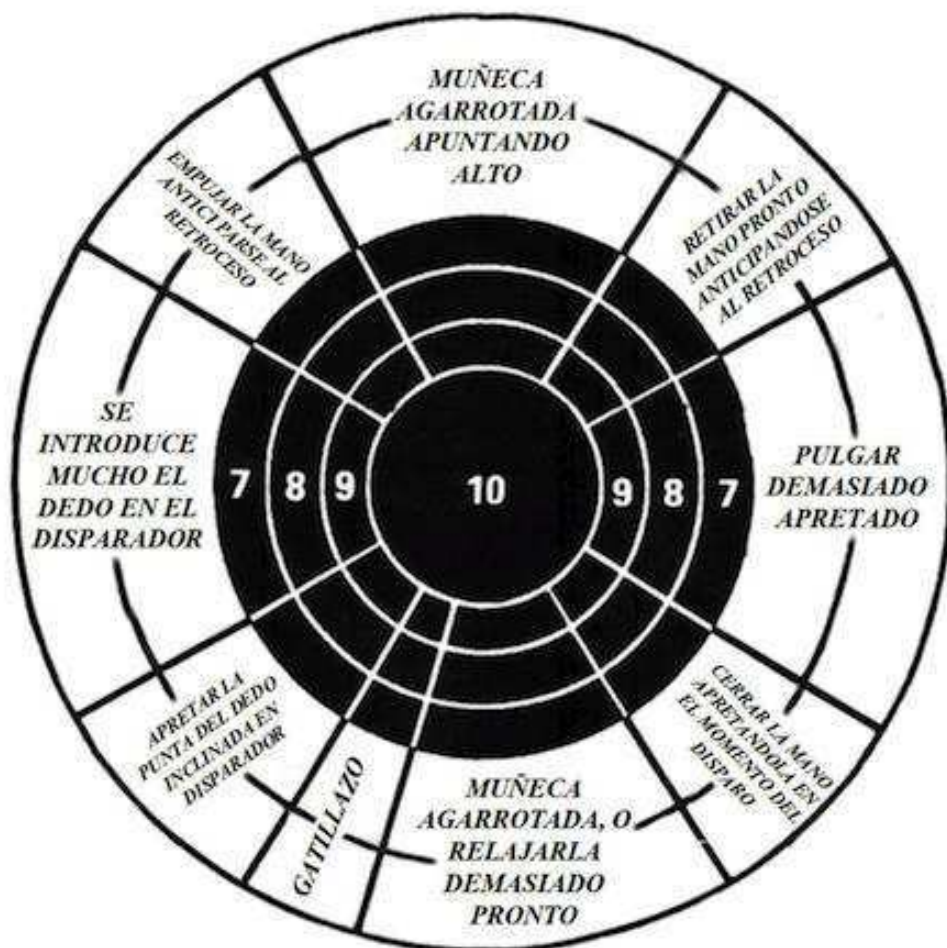 MUÑECA
AGARROTADA
APUNTANDO
ALTO
EMPUJAR LA MANO
ANTICIPARSE AL
RETROCESO
RETIRAR LA
MANO PRONTO
ANTICIPANDOSE
AL RETROCESO
SE
INTRODUCE
MUCHO EL
DEDO EN EL
DISPARADOR
7 8 9 10 9 8 7
PULGAR
DEMASIADO
APRETADO
APRETAR LA
PUNTA DEL DEDO
INCLINADA EN
DISPARADOR
GATILLAZO
MUÑECA
AGARROTADA, O
RELAJARLA
DEMASIADO
PRONTO
CERRAR LA MANO
APRETANDOLA EN
EL MOMENTO DEL
DISPARO